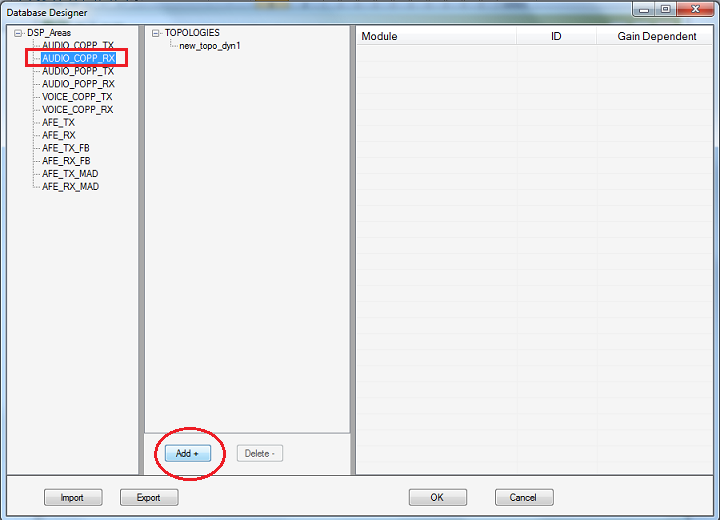 Database Designer
DSP_Areas
AUDIO_COPP_TX
AUDIO_COPP_RX
AUDIO_POPP_TX
AUDIO_POPP_RX
VOICE_COPP_TX
VOICE_COPP_RX
AFE_TX
AFE_RX
AFE_TX_FB
AFE_RX_FB
AFE_TX_MAD
AFE_RX_MAD
TOPOLOGIES
new_topo_dyn1
Module ID Gain Dependent
Add + Delete -
Import Export OK Cancel